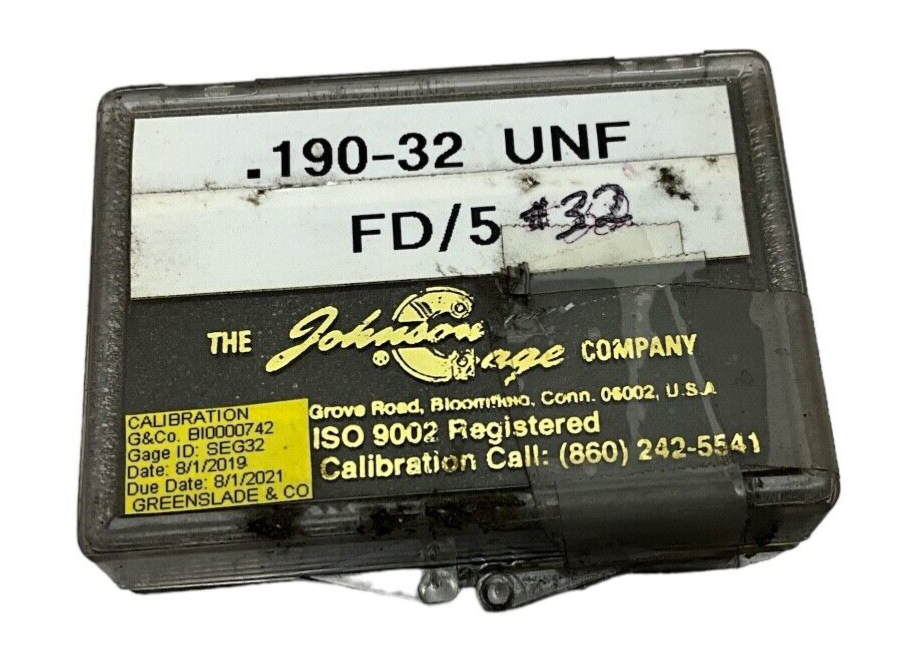 .190-32 UNF
FD/5 #32
THE Johnson Gage COMPANY
®
Grove Road, Bloomfield, Conn. 06002, U.S.A
ISO 9002 Registered
Calibration Call: (860) 242-5541
CALIBRATION
G&Co. BI0000742
Gage ID: SEG32
Date: 8/1/2019
Due Date: 8/1/2021
GREENSLADE & CO